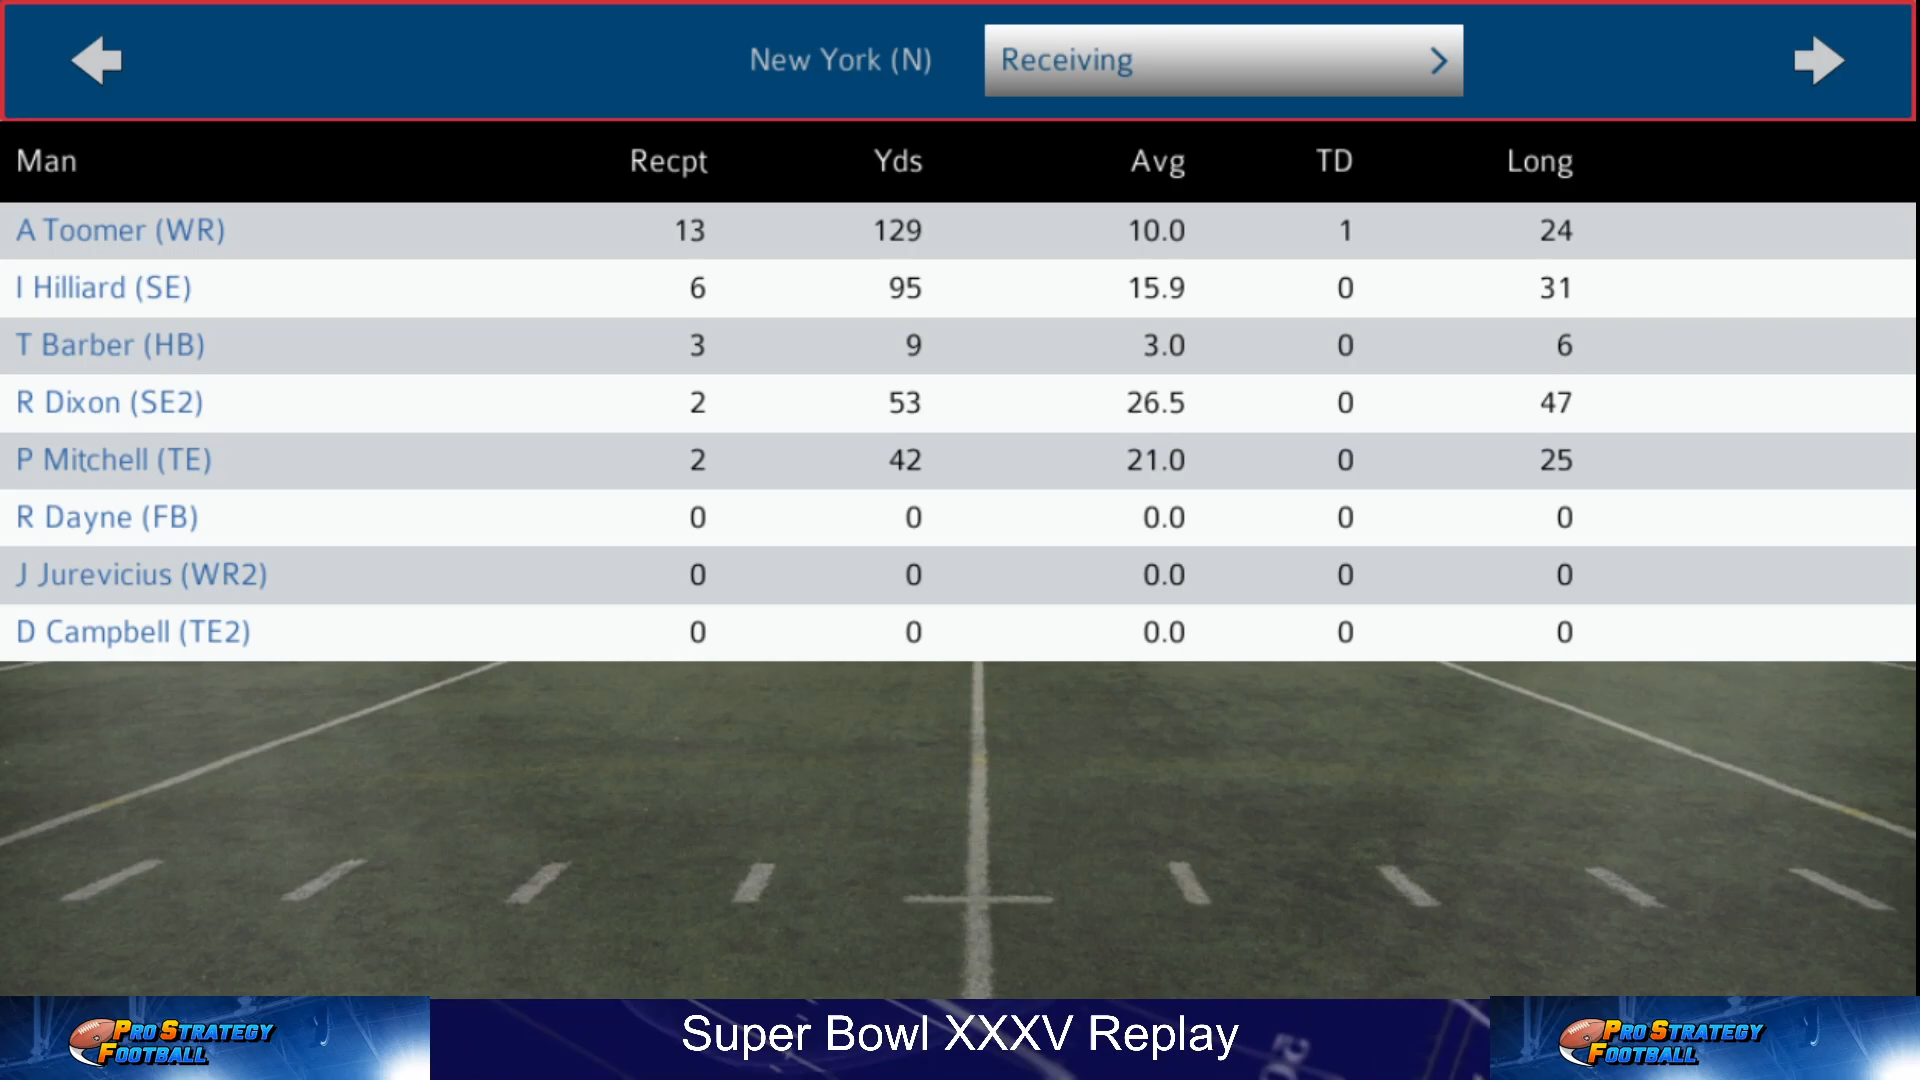 New York (N) Receiving
Man Recpt Yds Avg TD Long
A Toomer (WR) 13 129 10.0 1 24
I Hilliard (SE) 6 95 15.9 0 31
T Barber (HB) 3 9 3.0 0 6
R Dixon (SE2) 2 53 26.5 0 47
P Mitchell (TE) 2 42 21.0 0 25
R Dayne (FB) 0 0 0.0 0 0
J Jurevicius (WR2) 0 0 0.0 0 0
D Campbell (TE2) 0 0 0.0 0 0
PRO STRATEGY
FOOTBALL
Super Bowl XXXV Replay
PRO STRATEGY
FOOTBALL